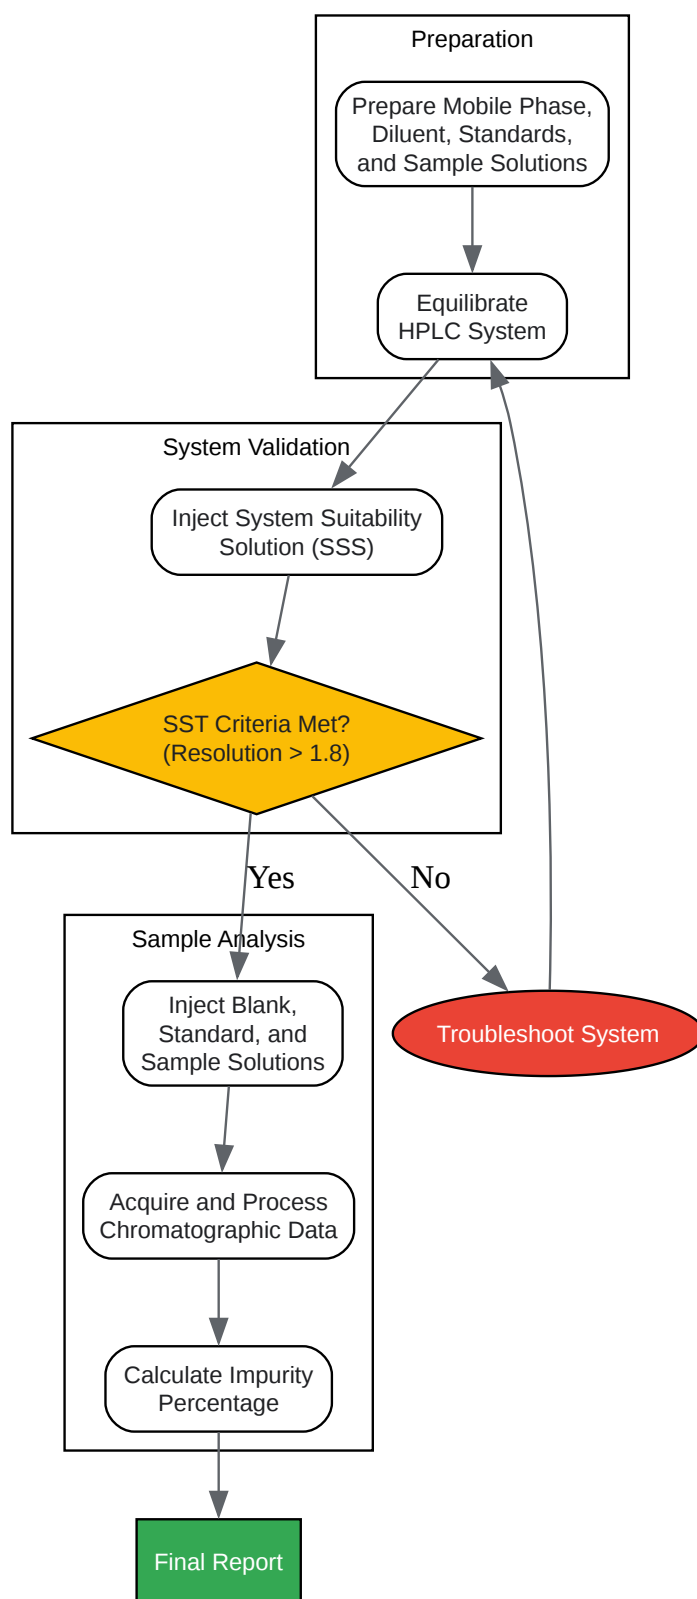 Preparation
Prepare Mobile Phase,
Diluent, Standards,
and Sample Solutions
Equilibrate
HPLC System
System Validation
Inject System Suitability
Solution (SSS)
SST Criteria Met?
(Resolution > 1.8)
Yes
No
Sample Analysis
Inject Blank,
Standard, and
Sample Solutions
Troubleshoot System
Acquire and Process
Chromatographic Data
Calculate Impurity
Percentage
Final Report